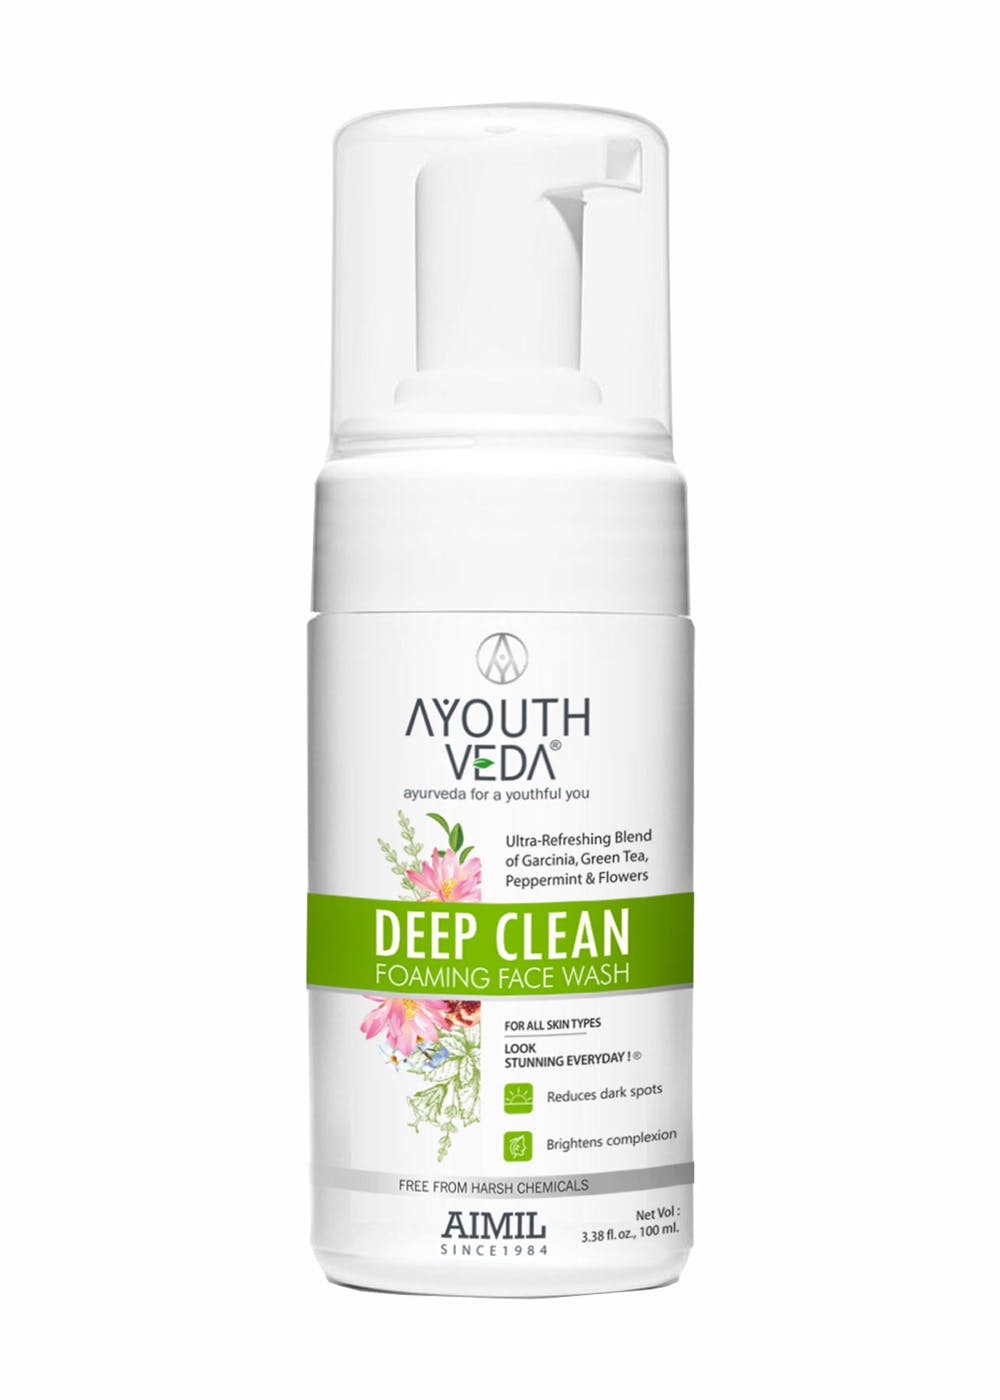 AYOUTH
VEDA®
ayurveda for a youthful you
Ultra-Refreshing Blend
of Garcinia, Green Tea,
Peppermint & Flowers
DEEP CLEAN
FOAMING FACE WASH
FOR ALL SKIN TYPES
LOOK
STUNNING EVERYDAY !®
Reduces dark spots
Brightens complexion
FREE FROM HARSH CHEMICALS
AIMIL
SINCE1984
Net Vol :
3.38 fl. oz., 100 ml.